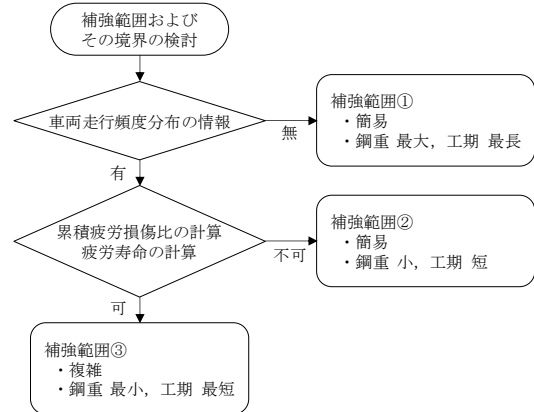 補強範囲および
その境界の検討
車両走行頻度分布の情報
無
補強範囲①
・簡易
・鋼重 最大，工期 最長
有
累積疲労損傷比の計算
疲労寿命の計算
不可
補強範囲②
・簡易
・鋼重 小，工期 短
可
補強範囲③
・複雑
・鋼重 最小，工期 最短